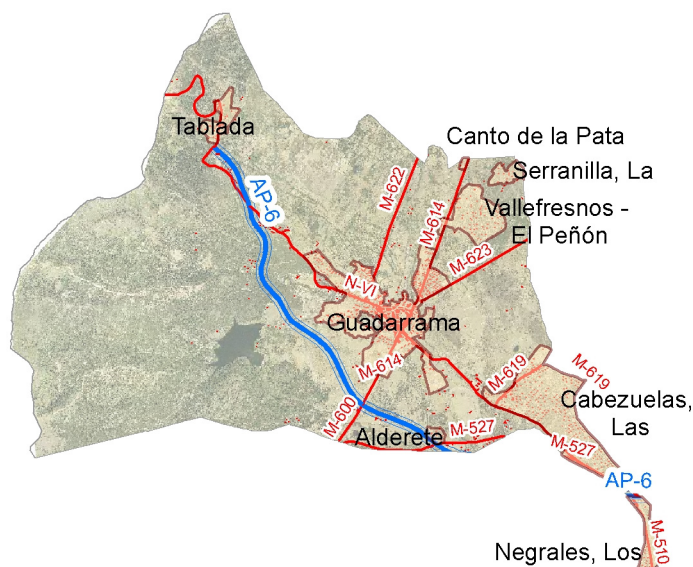 Tablada
Canto de la Pata
Serranilla, La
AP-6
M-622
M-614
Vallefresnos -
El Peñón
M-623
N-VI
Guadarrama
M-614
M-619
M-619
M-600
Cabezuelas,
Las
Alderete
M-527
M-527
AP-6
M-510
Negrales, Los